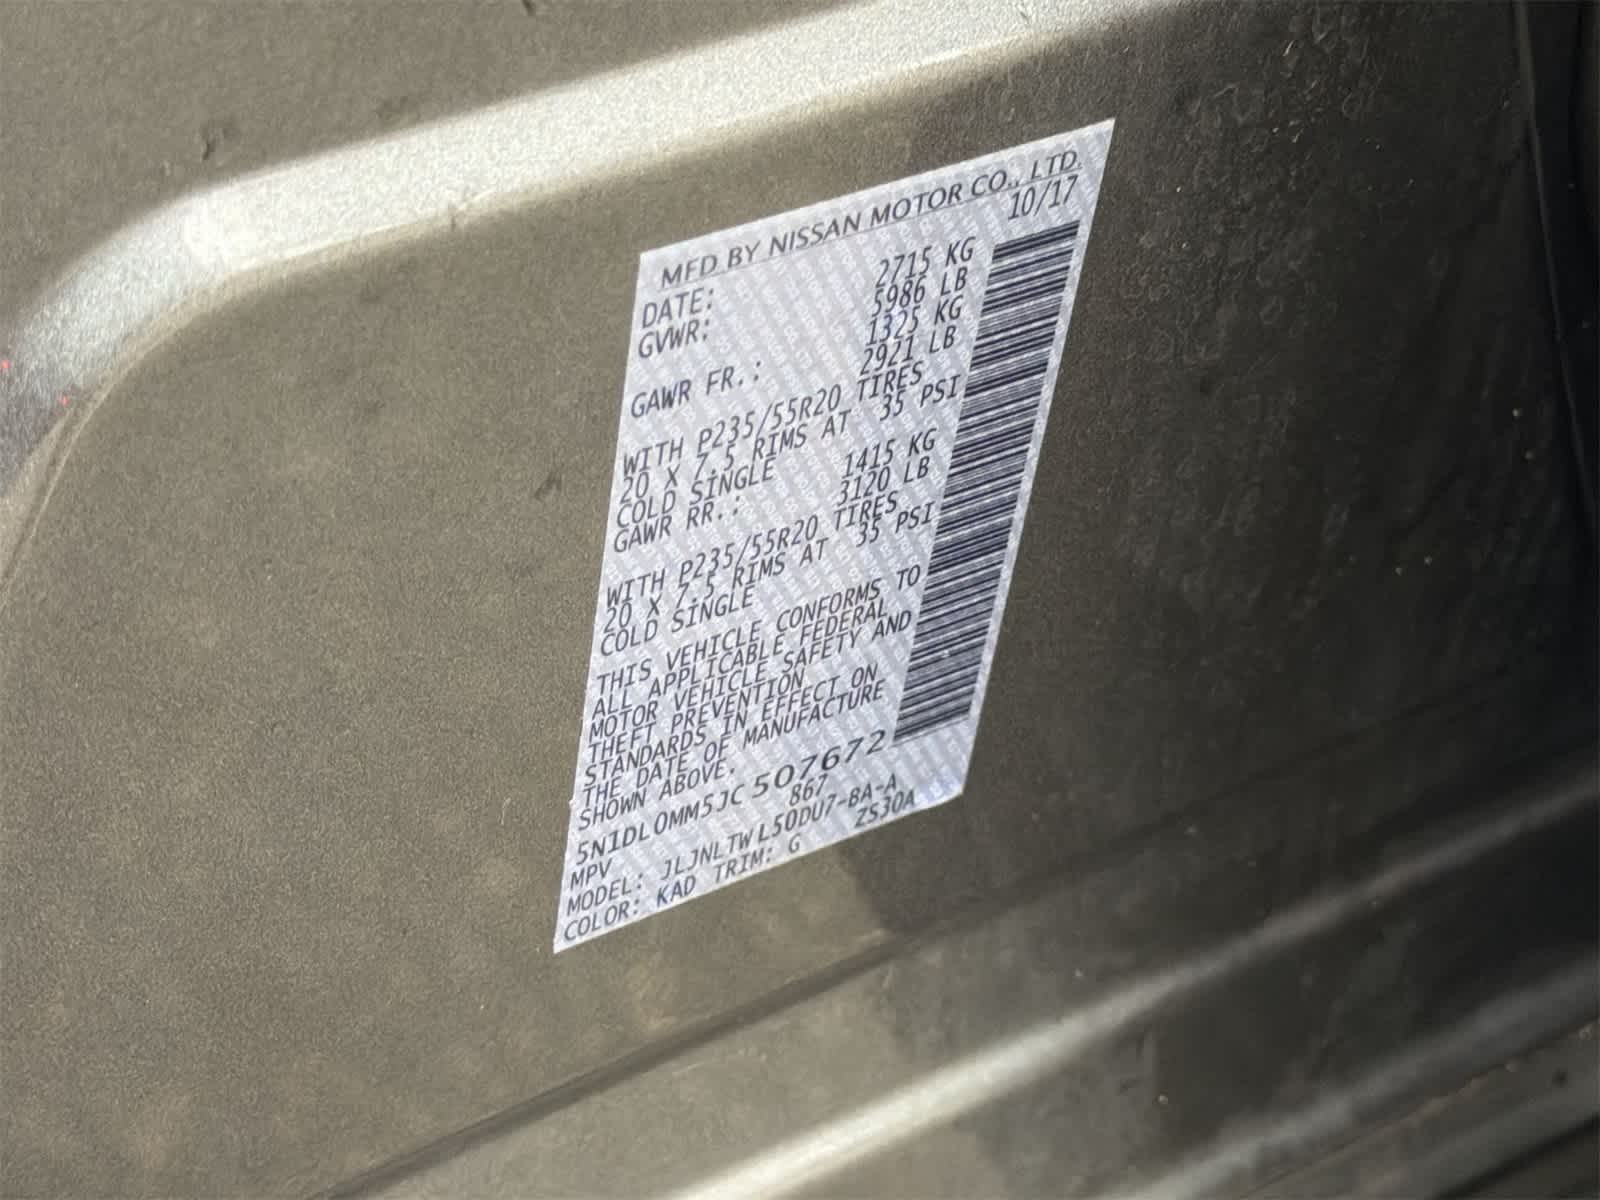 MFD BY NISSAN MOTOR CO., LTD.
DATE: 10/17
GVWR: 2715 KG
5986 LB
GAWR FR.: 1325 KG
2921 LB
WITH P235/55R20 TIRES
20 X 7.5 RIMS AT 35 PSI
COLD SINGLE
GAWR RR.: 1415 KG
3120 LB
WITH P235/55R20 TIRES
20 X 7.5 RIMS AT 35 PSI
COLD SINGLE
THIS VEHICLE CONFORMS TO
ALL APPLICABLE FEDERAL
MOTOR VEHICLE SAFETY AND
THEFT PREVENTION
STANDARDS IN EFFECT ON
THE DATE OF MANUFACTURE
SHOWN ABOVE.
5N1DL0MM5JC507672
MPV 867
MODEL: JLJNLTWL50DU7-BA-A
COLOR: KAD TRIM: G ZS30A